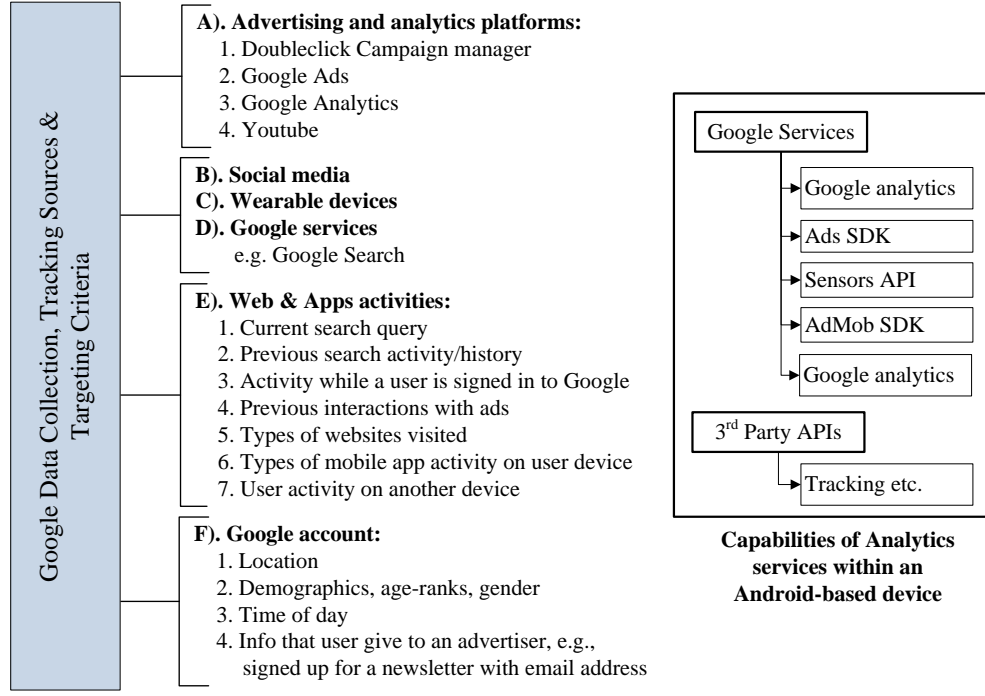 Google Data Collection, Tracking Sources &
Targeting Criteria
A). Advertising and analytics platforms:
1. Doubleclick Campaign manager
2. Google Ads
3. Google Analytics
4. Youtube
B). Social media
C). Wearable devices
D). Google services
e.g. Google Search
E). Web & Apps activities:
1. Current search query
2. Previous search activity/history
3. Activity while a user is signed in to Google
4. Previous interactions with ads
5. Types of websites visited
6. Types of mobile app activity on user device
7. User activity on another device
F). Google account:
1. Location
2. Demographics, age-ranks, gender
3. Time of day
4. Info that user give to an advertiser, e.g.,
signed up for a newsletter with email address
Google Services
Google analytics
Ads SDK
Sensors API
AdMob SDK
Google analytics
3rd Party APIs
Tracking etc.
Capabilities of Analytics
services within an
Android-based device